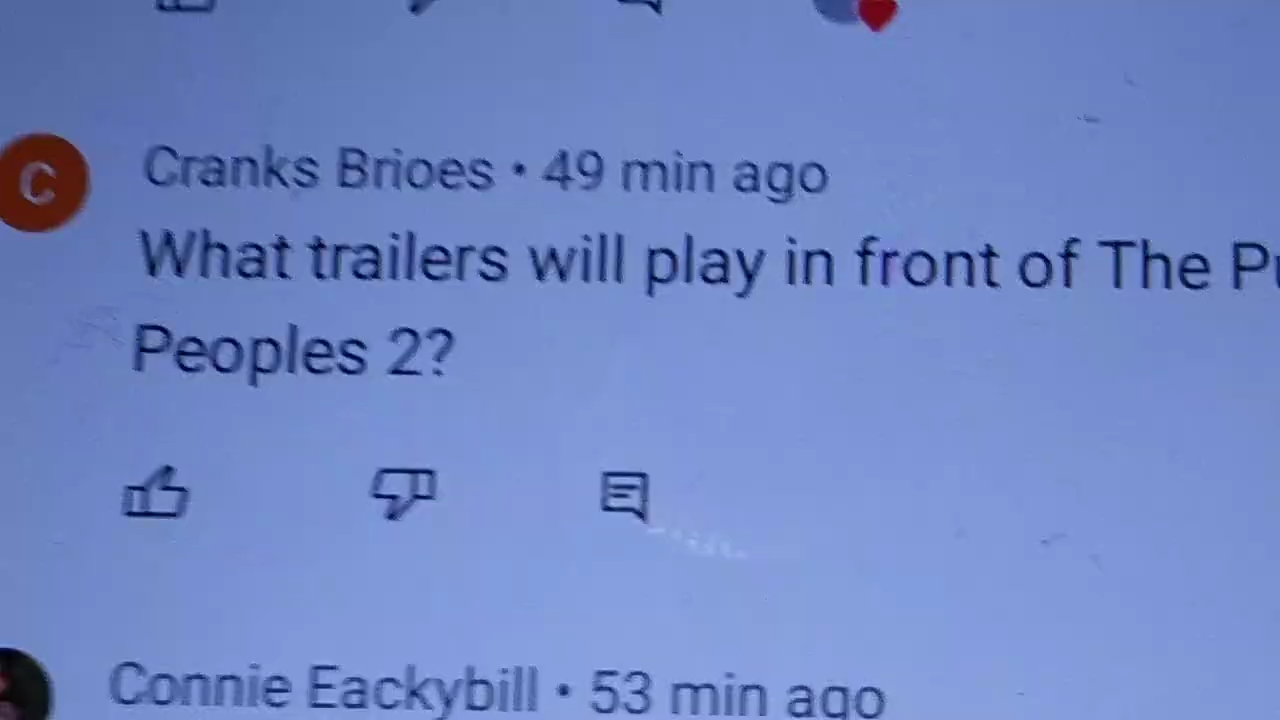 C
Cranks Brioes • 49 min ago
What trailers will play in front of The
Peoples 2?
Connie Eackybill • 53 min ago